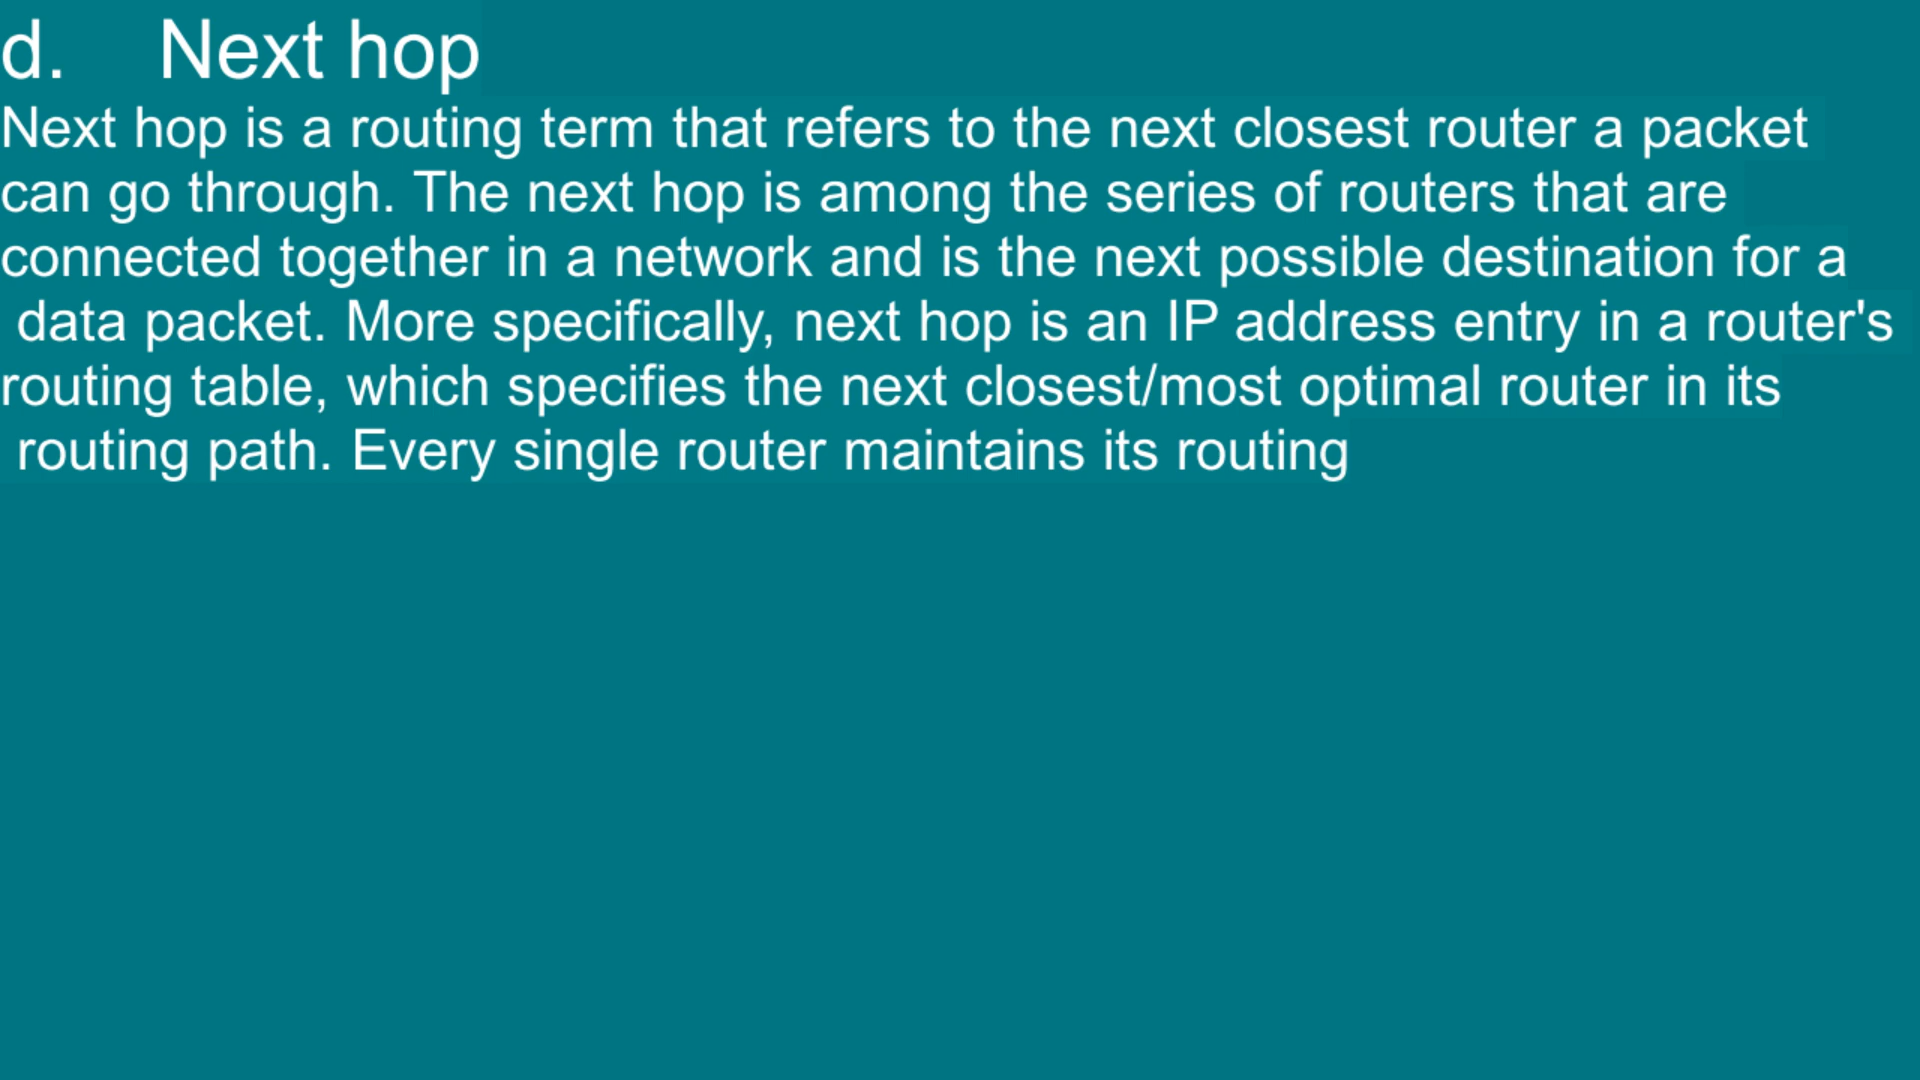 d. Next hop
Next hop is a routing term that refers to the next closest router a packet
can go through. The next hop is among the series of routers that are
connected together in a network and is the next possible destination for a
data packet. More specifically, next hop is an IP address entry in a router's
routing table, which specifies the next closest/most optimal router in its
routing path. Every single router maintains its routing